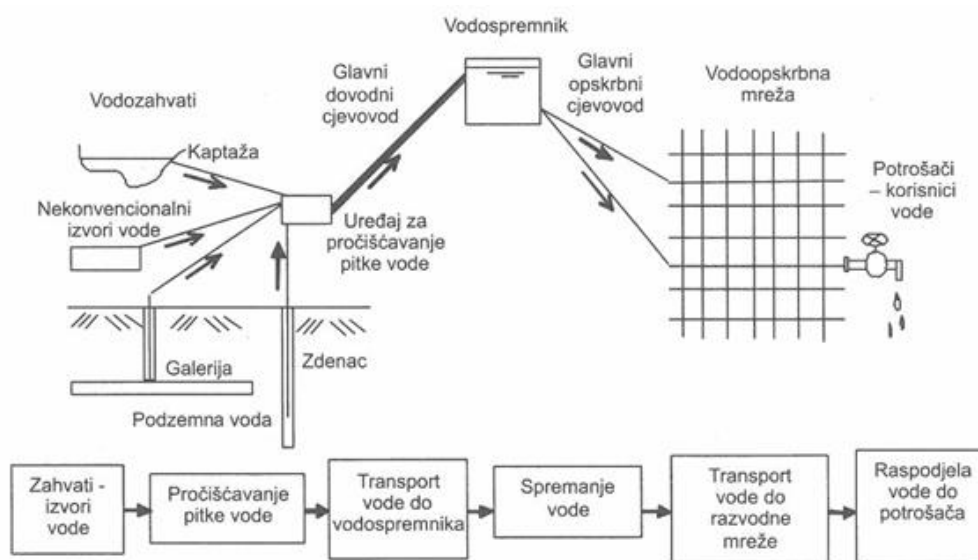 Vodospremnik
Glavni
dovodni
cjevovod
Glavni
opskrbni
cjevovod
Vodoopskrbna
mreža
Vodozahvati
Kaptaža
Potrošači
– korisnici
vode
Nekonvencionalni
izvori vode
Uređaj za
pročišćavanje
pitke vode
Galerija
Zdenac
Podzemna voda
Zahvati -
izvori
vode
Pročišćavanje
pitke vode
Transport
vode do
vodospremnika
Spremanje
vode
Transport
vode do
razvodne
mreže
Raspodjela
vode do
potrošača